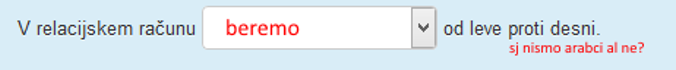 V relacijskem računu beremo od leve proti desni.
sj nismo arabci al ne?